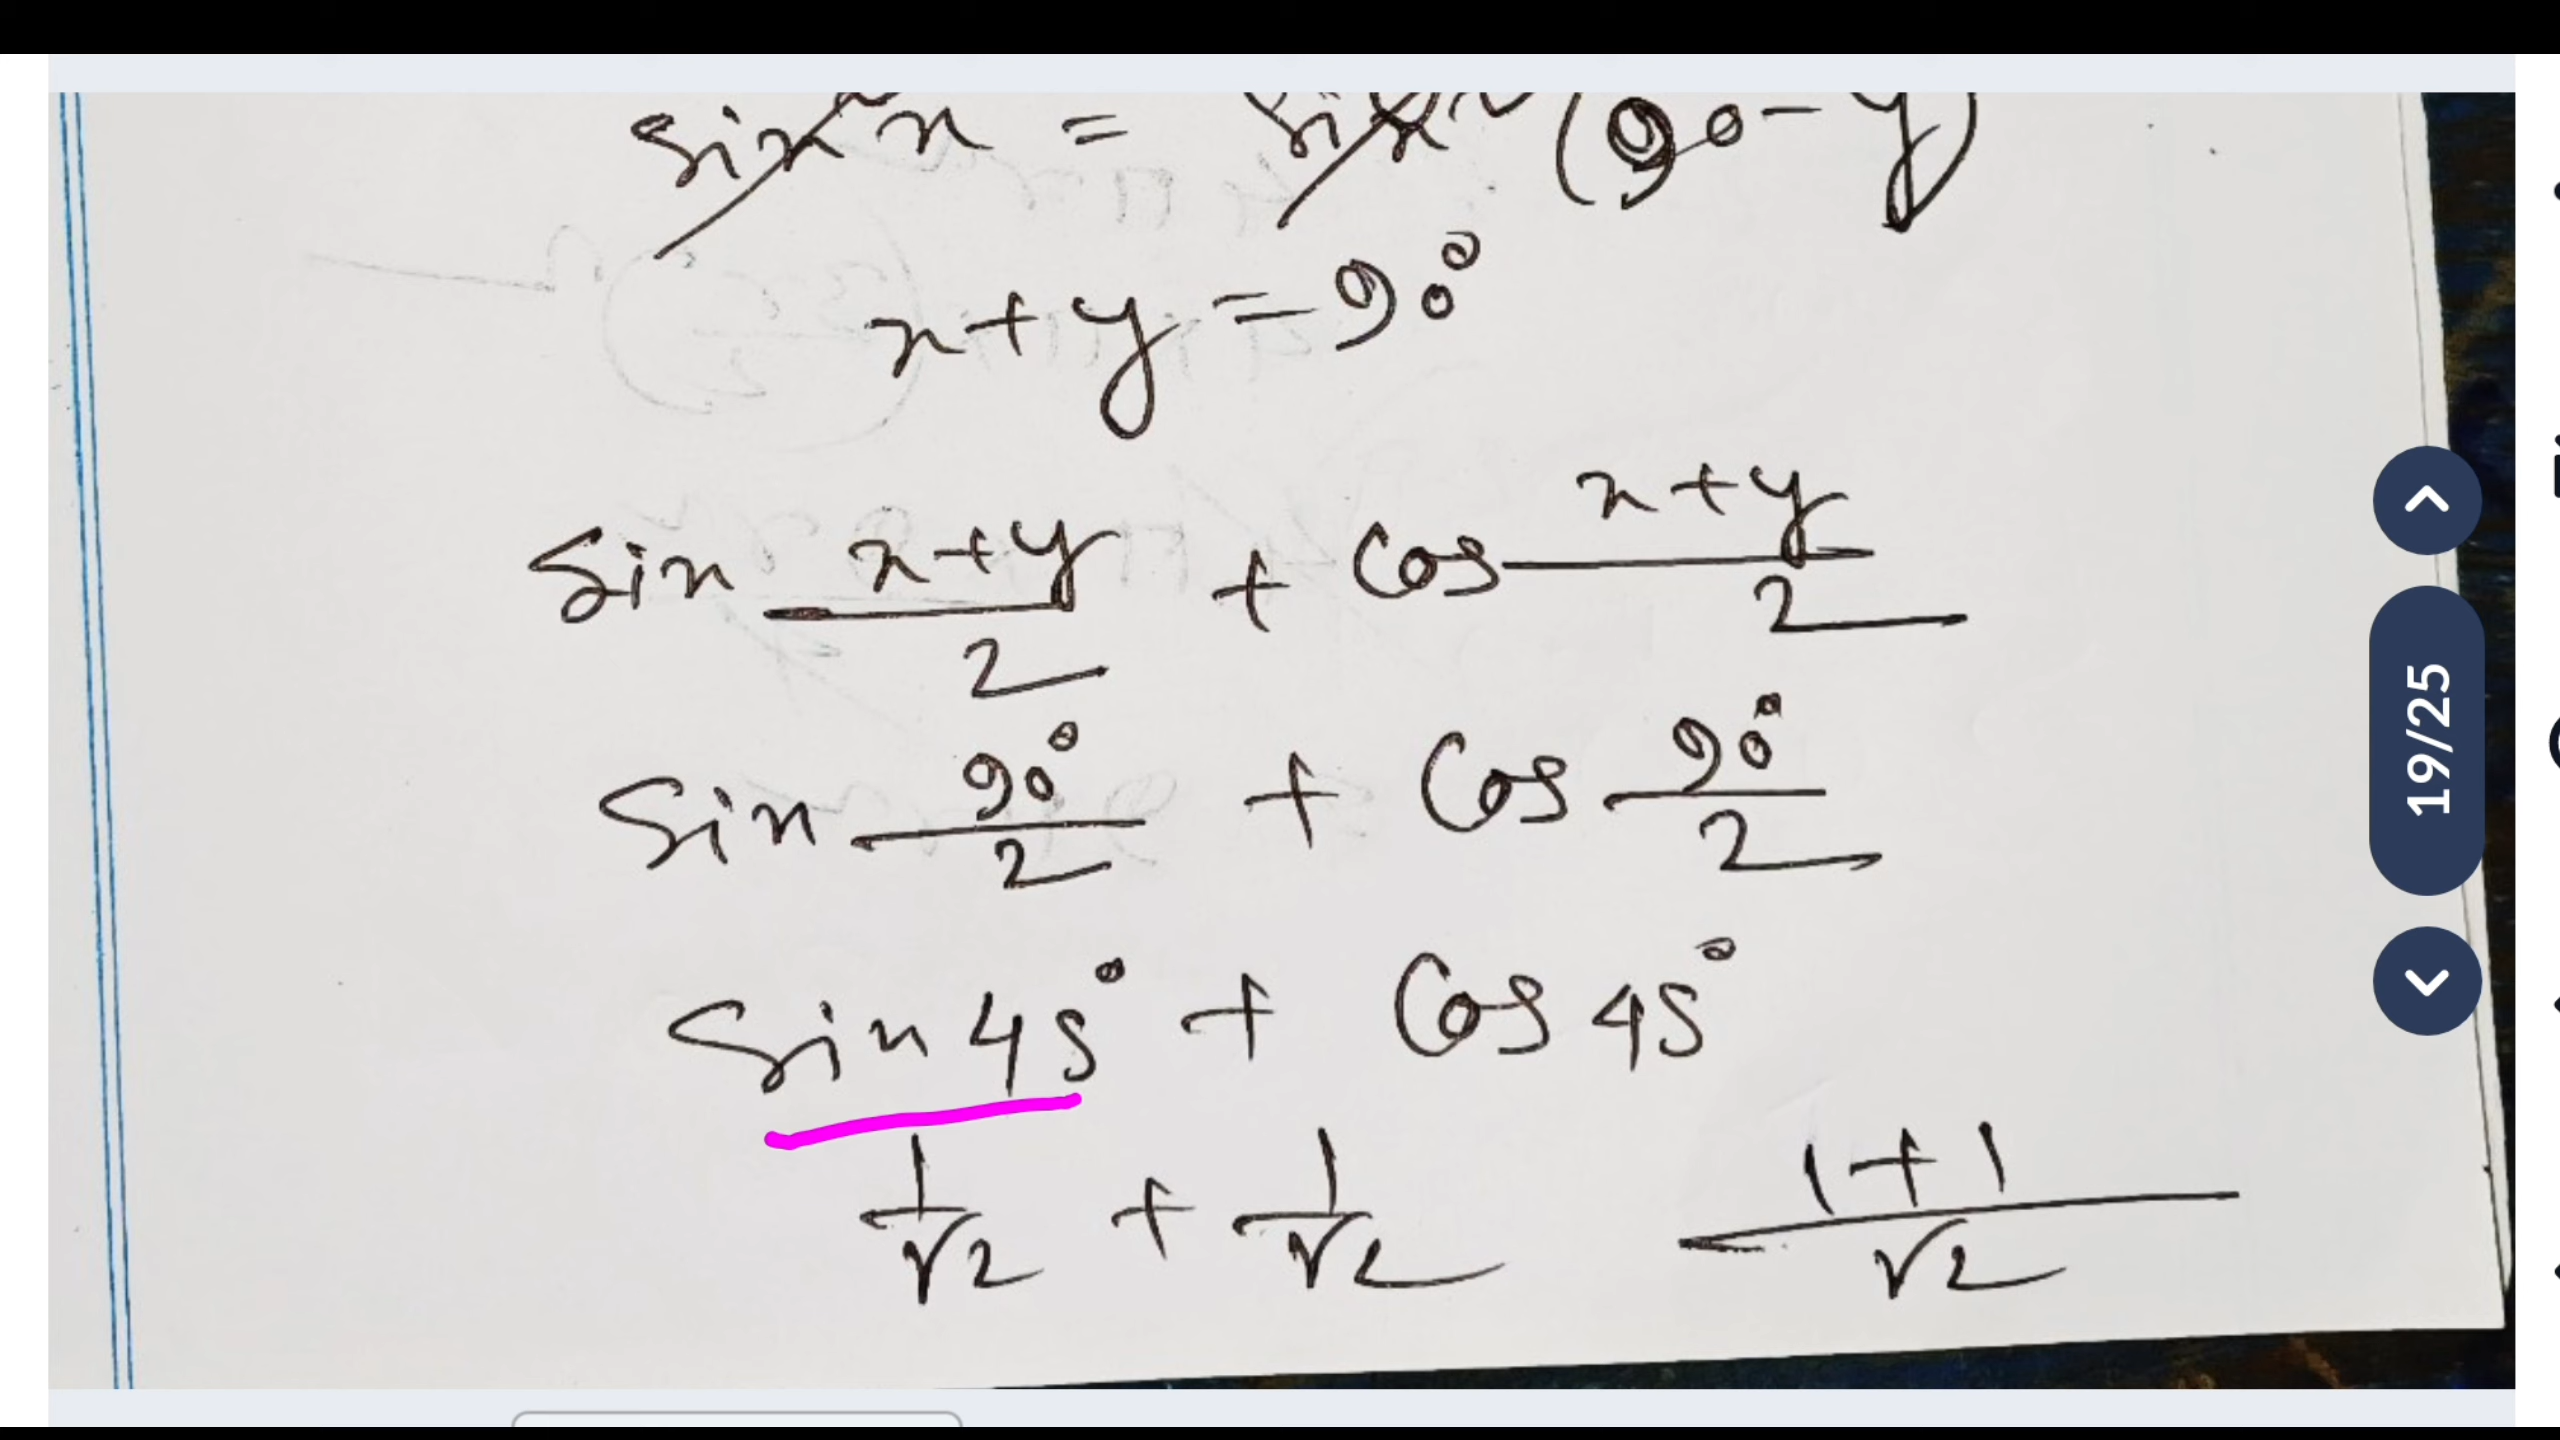 sin² x = sin² (90 - y)
x + y = 90°
Sin x+y/2 + Cos x+y/2
Sin 90°/2 + Cos 90°/2
Sin 45° + Cos 45°
1/√2 + 1/√2    1+1/√2
19/25